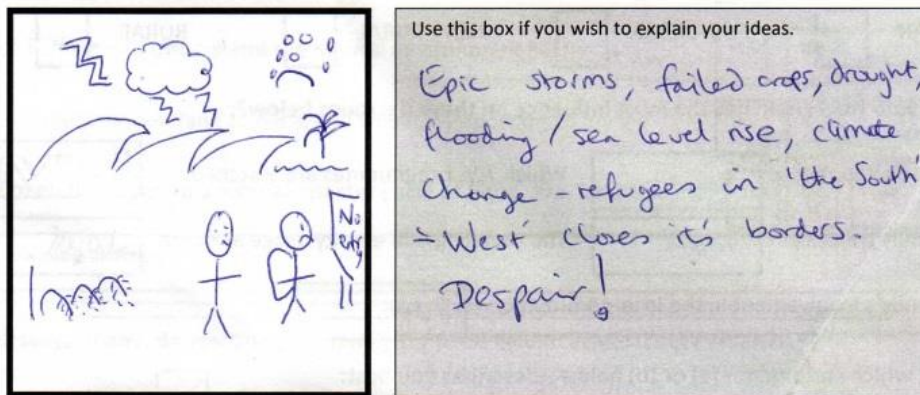 No
entry
Use this box if you wish to explain your ideas.
Epic storms, failed crops, drought,
flooding / sea level rise, climate
change - refugees in 'the South'
= 'West' closes it's borders.
Despair!